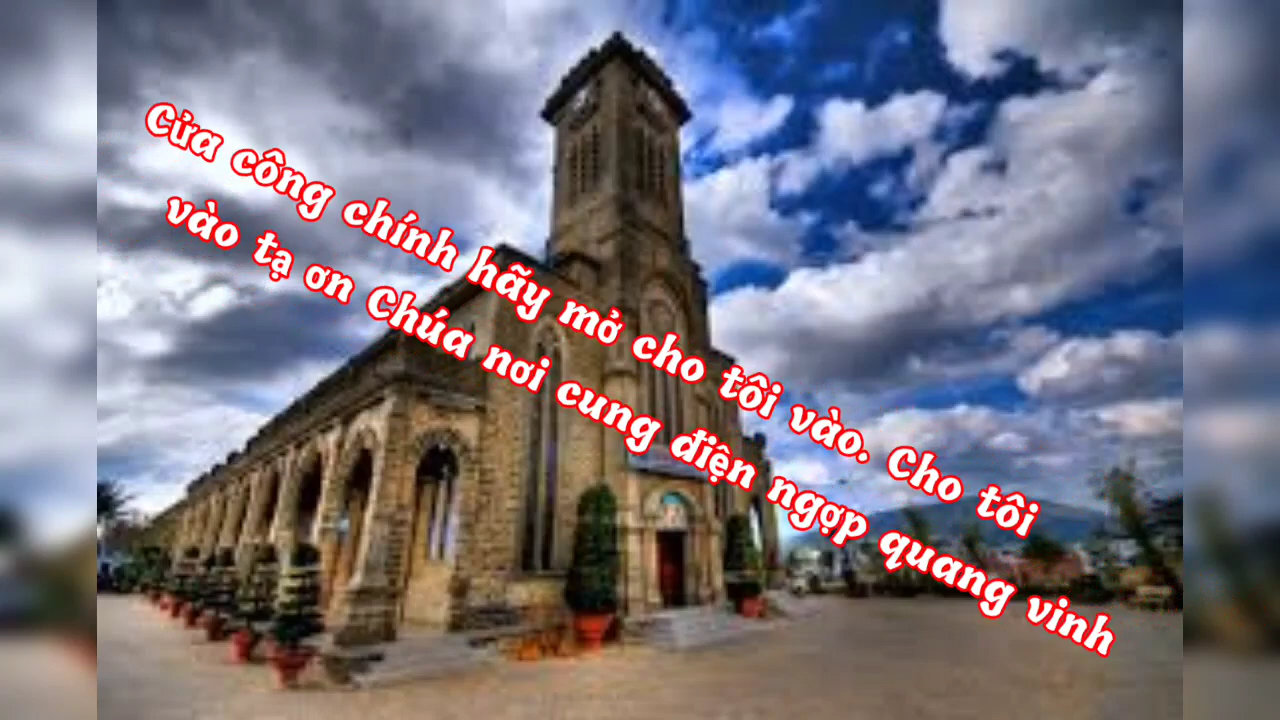 Cửa công chính hãy mở cho tôi vào. Cho tôi
vào tạ ơn Chúa nơi cung điện ngợp quang vinh